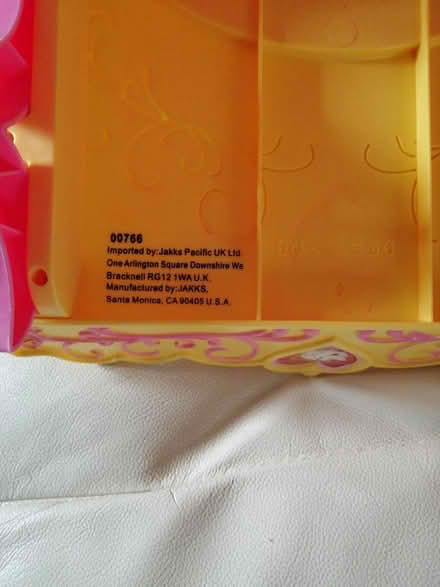 00766
Imported by:Jakks Pacific UK Ltd
One Arlington Square Downshire We
Bracknell RG12 1WA U.K.
Manufactured by:JAKKS,
Santa Monica, CA 90405 U.S.A.